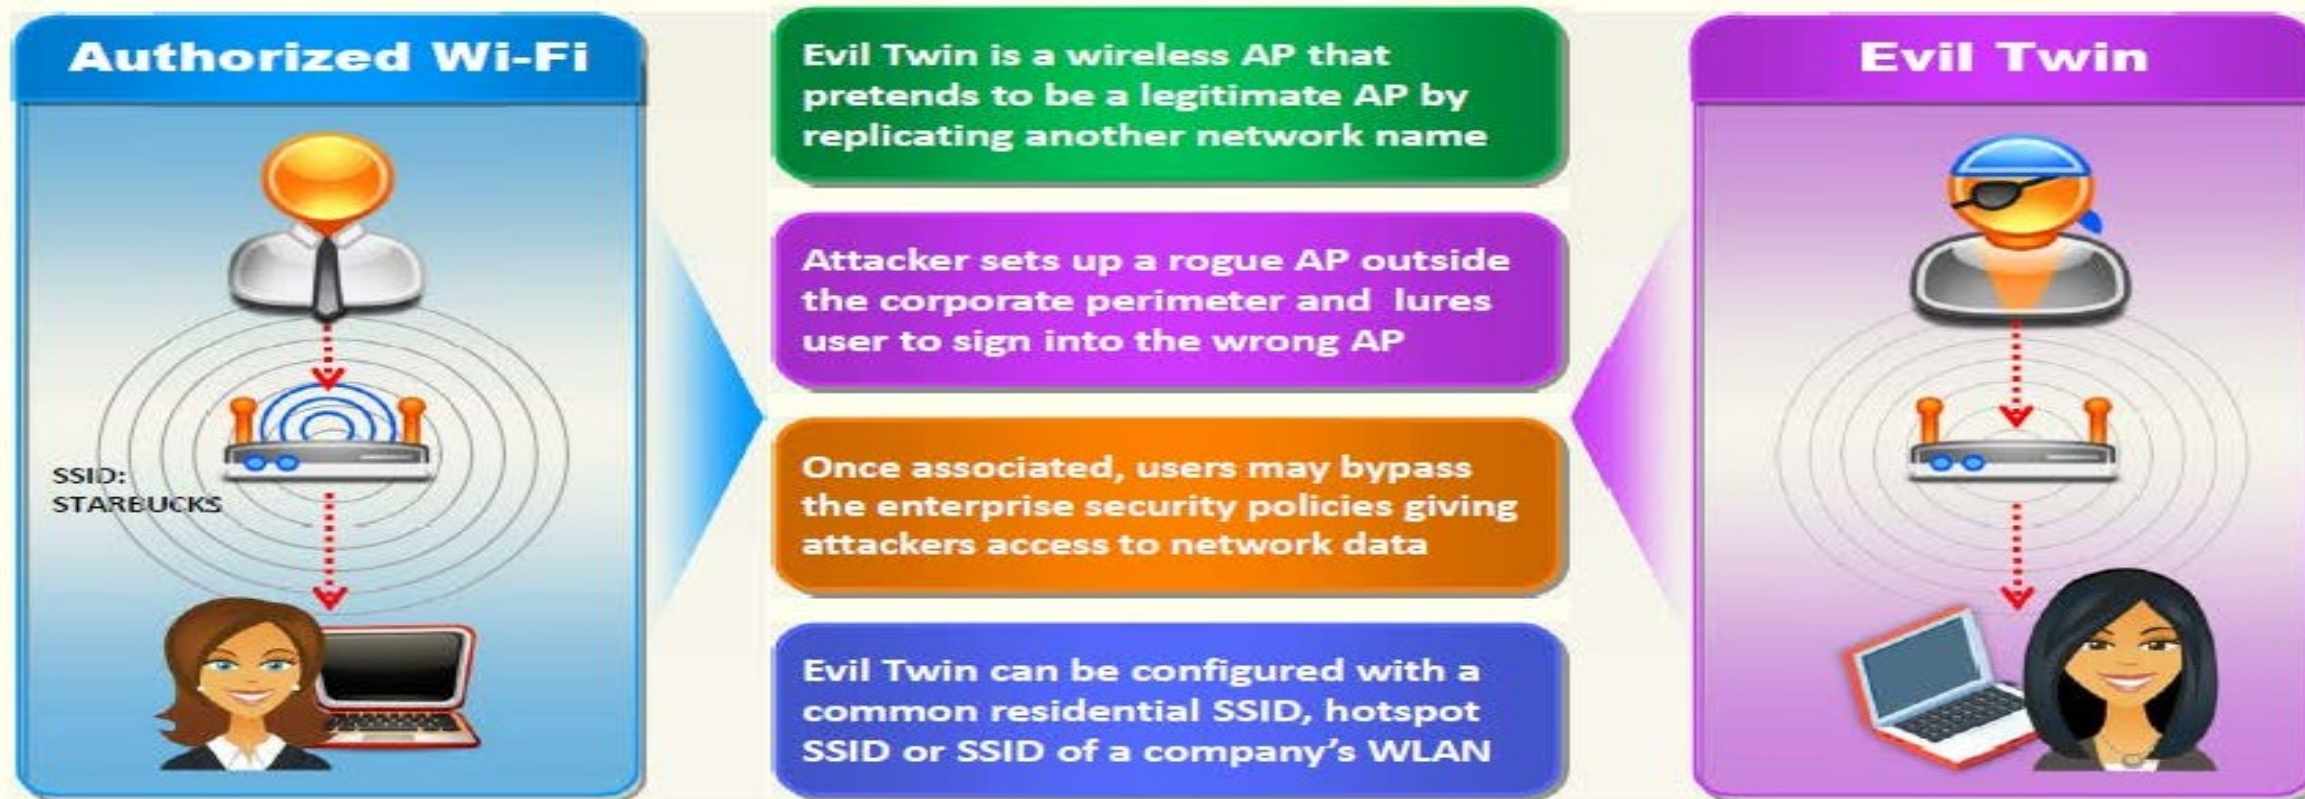 Authorized Wi-Fi
SSID:
STARBUCKS
Evil Twin is a wireless AP that
pretends to be a legitimate AP by
replicating another network name
Attacker sets up a rogue AP outside
the corporate perimeter and lures
user to sign into the wrong AP
Once associated, users may bypass
the enterprise security policies giving
attackers access to network data
Evil Twin can be configured with a
common residential SSID, hotspot
SSID or SSID of a company's WLAN
Evil Twin